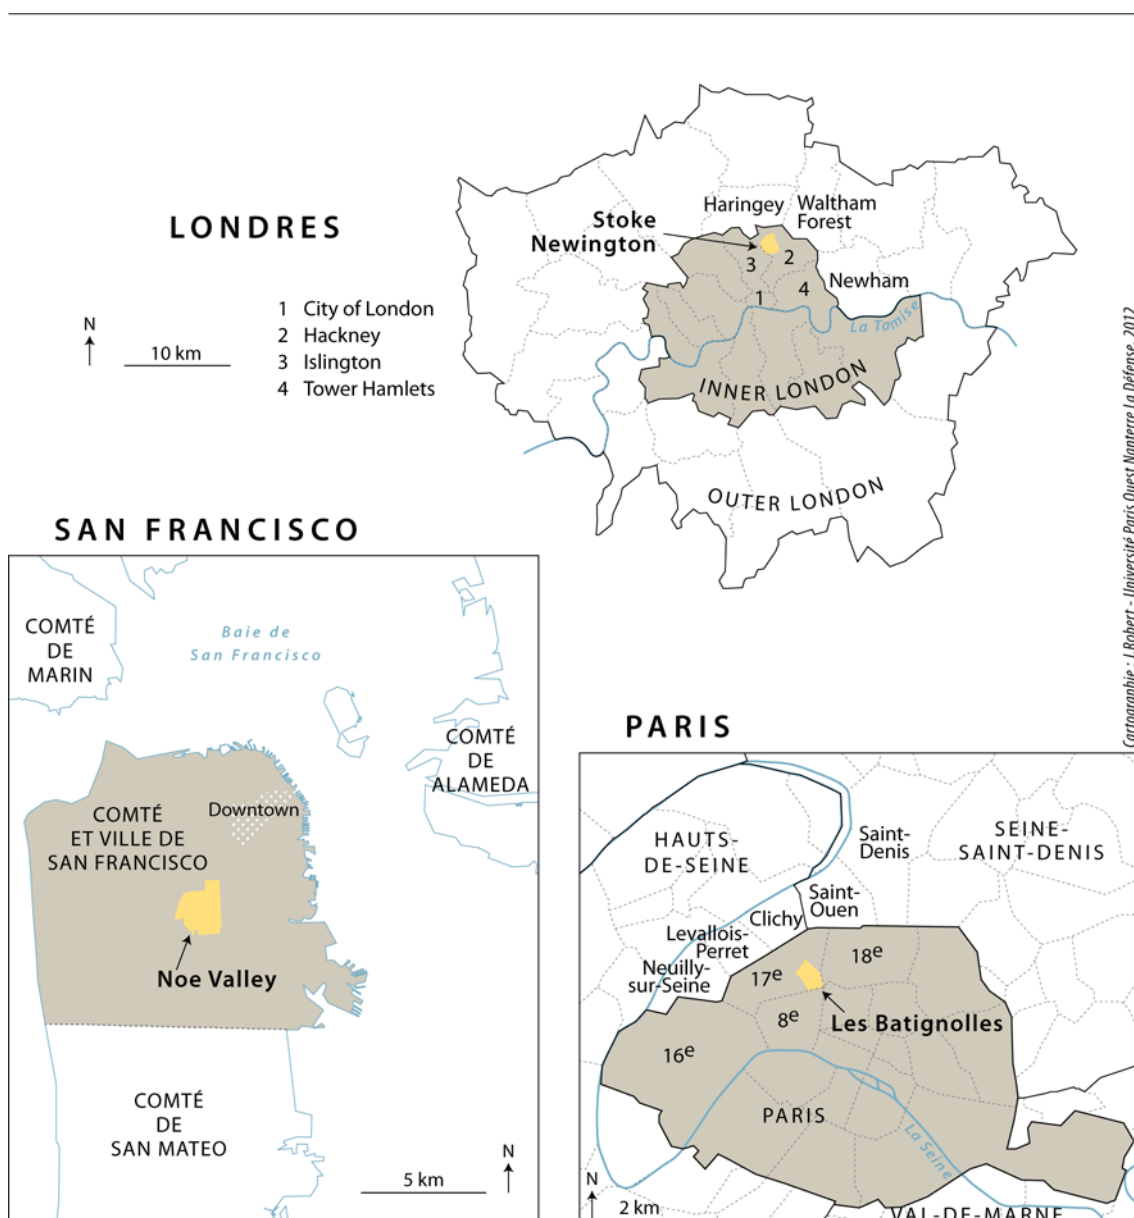 LONDRES
N
10 km
1 City of London
2 Hackney
3 Islington
4 Tower Hamlets
Stoke
Newington
Haringey
Waltham
Forest
Newham
3
2
1
4
La Tamise
INNER LONDON
OUTER LONDON
Cartographie : J.Robert - Université Paris Ouest Nanterre La Défense, 2012
SAN FRANCISCO
COMTÉ
DE
MARIN
Baie de
San Francisco
COMTÉ
DE
ALAMEDA
COMTÉ
ET VILLE DE
SAN FRANCISCO
Downtown
Noe Valley
COMTÉ
DE
SAN MATEO
5 km
N
PARIS
HAUTS-
DE-SEINE
Saint-
Denis
SEINE-
SAINT-DENIS
Saint-
Ouen
Clichy
Levallois-
Perret
Neuilly-
sur-Seine
17e
18e
8e
Les Batignolles
16e
PARIS
La Seine
N
2 km
VAL-DE-MARNE